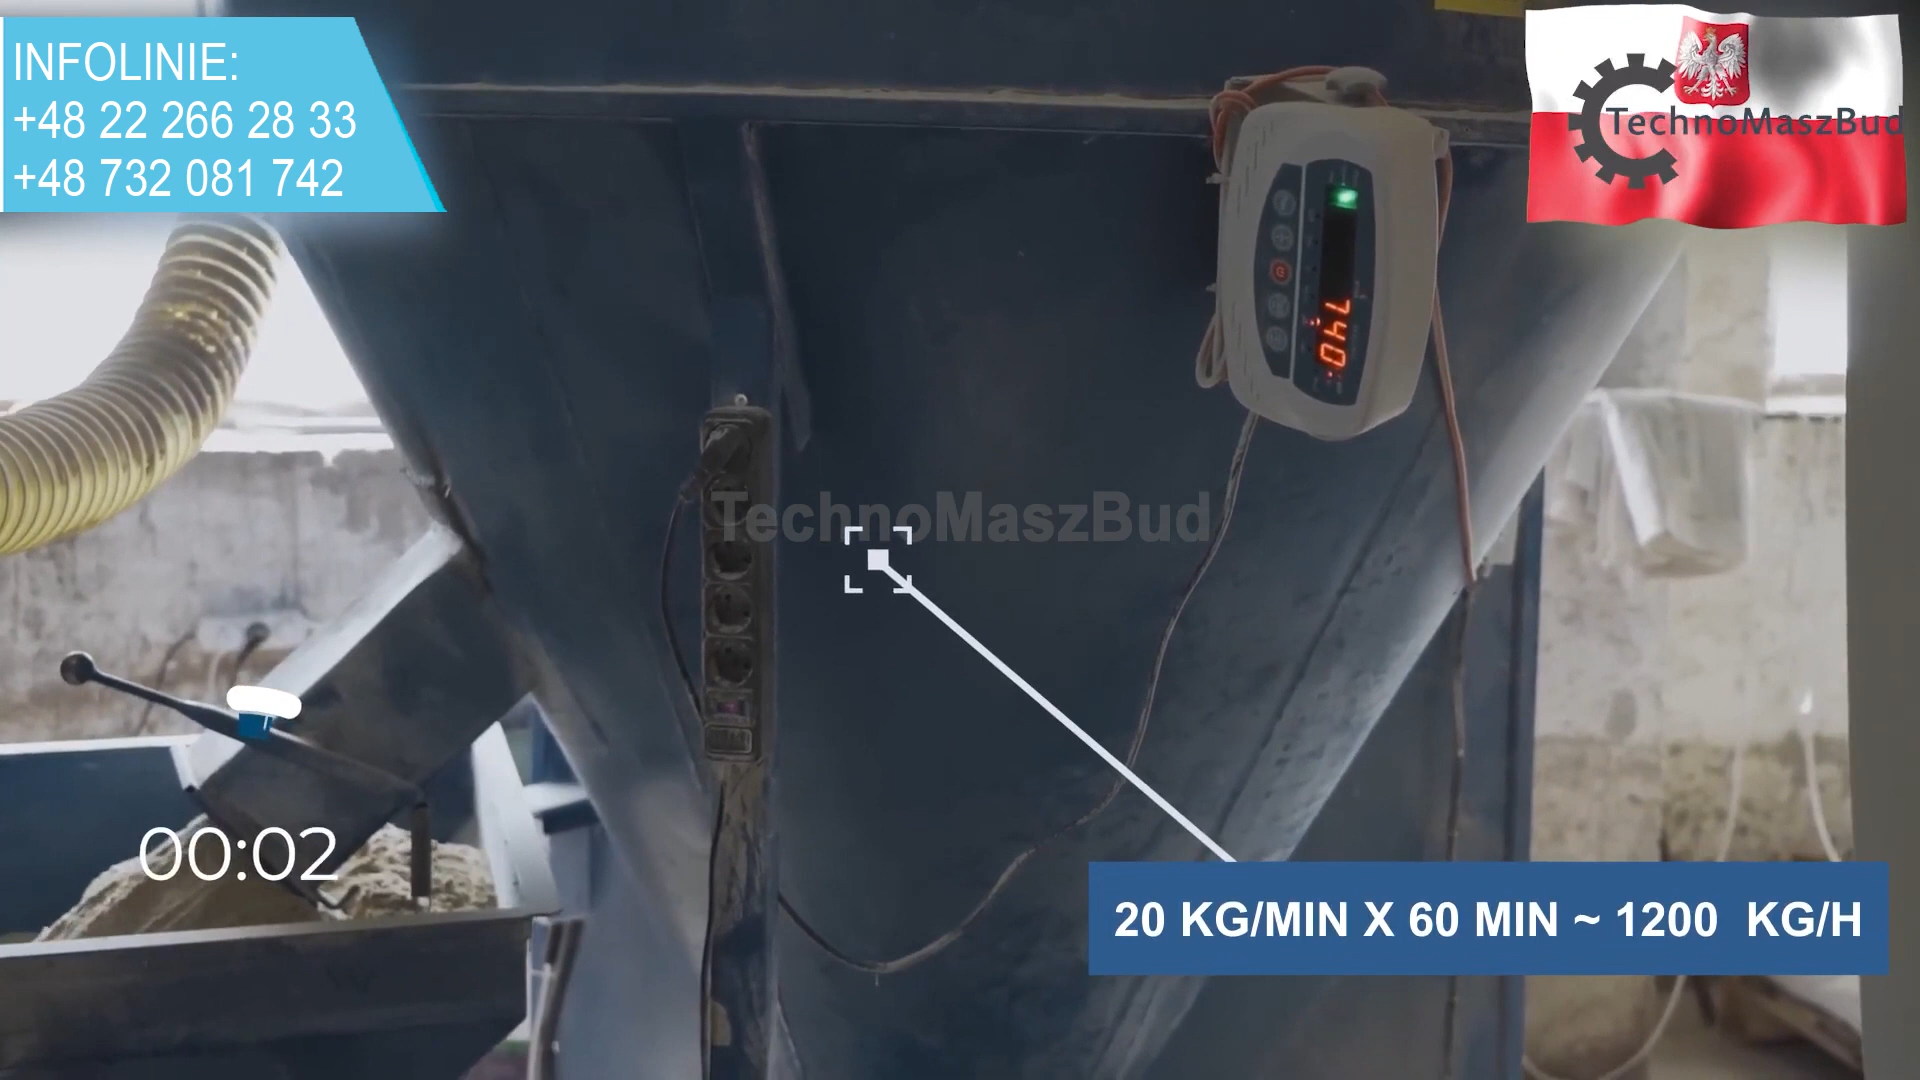 INFOLINIE:
+48 22 266 28 33
+48 732 081 742
TechnoMaszBud
740
TechnoMaszBud
00:02
20 KG/MIN X 60 MIN ~ 1200 KG/H